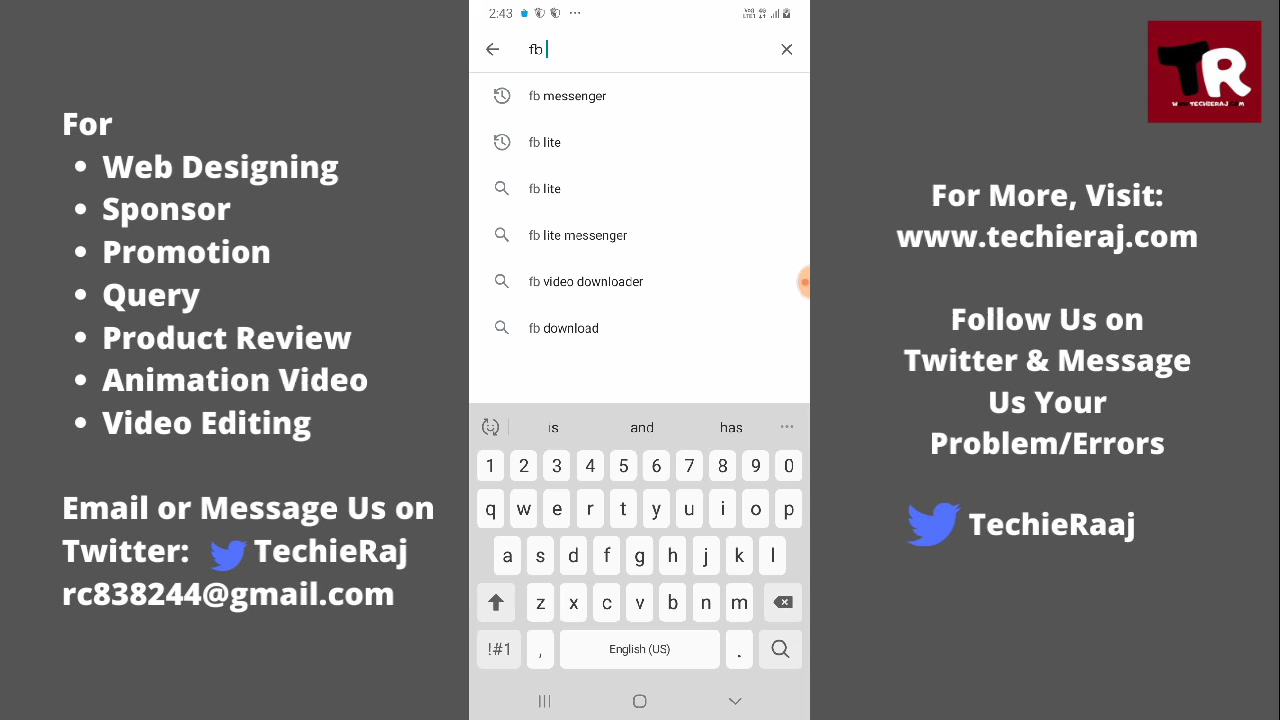 For
• Web Designing
• Sponsor
• Promotion
• Query
• Product Review
• Animation Video
• Video Editing
Email or Message Us on
Twitter: TechieRaj
rc838244@gmail.com
2:43
fb
fb messenger
fb lite
fb lite
fb lite messenger
fb video downloader
fb download
is and has
1 2 3 4 5 6 7 8 9 0
q w e r t y u i o p
a s d f g h j k l
z x c v b n m
!#1 , English (US) .
TR
For More, Visit:
www.techieraj.com
Follow Us on
Twitter & Message
Us Your
Problem/Errors
TechieRaaj